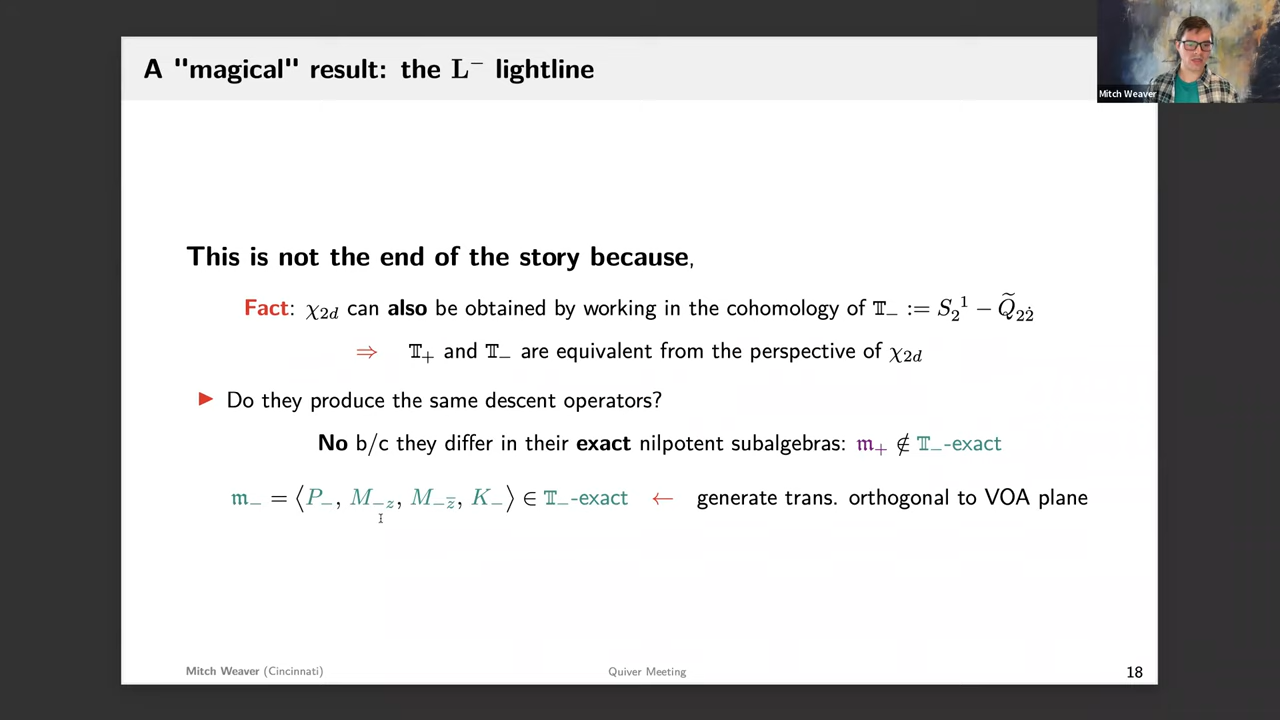 A "magical" result: the L⁻ lightline
Mitch Weaver
This is not the end of the story because,
Fact: χ₂d can also be obtained by working in the cohomology of 𝕋₋ := S₂¹ − Q̃₂₂̇
⇒ 𝕋₊ and 𝕋₋ are equivalent from the perspective of χ₂d
▶ Do they produce the same descent operators?
No b/c they differ in their exact nilpotent subalgebras: 𝔪₊ ∉ 𝕋₋-exact
𝔪₋ = ⟨P₋, M₋z, M₋z̄, K₋⟩ ∈ 𝕋₋-exact ← generate trans. orthogonal to VOA plane
Mitch Weaver (Cincinnati) Quiver Meeting 18